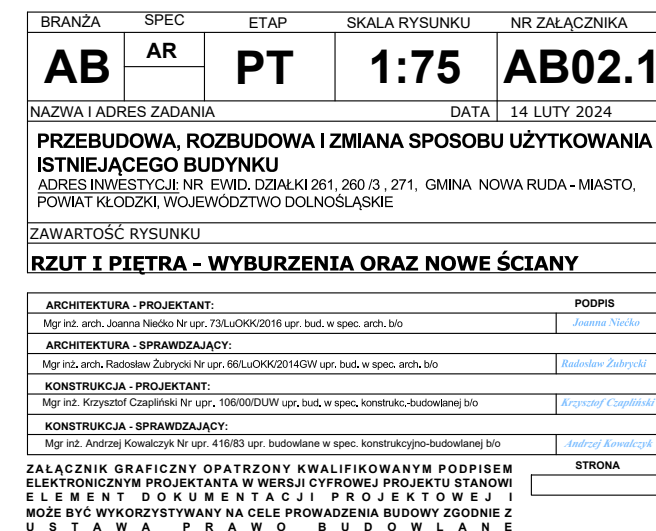 BRANŻA SPEC ETAP SKALA RYSUNKU NR ZAŁĄCZNIKA
AB AR PT 1:75 AB02.1
NAZWA I ADRES ZADANIA DATA 14 LUTY 2024
PRZEBUDOWA, ROZBUDOWA I ZMIANA SPOSOBU UŻYTKOWANIA
ISTNIEJĄCEGO BUDYNKU
ADRES INWESTYCJI: NR EWID. DZIAŁKI 261, 260 /3 , 271, GMINA NOWA RUDA - MIASTO,
POWIAT KŁODZKI, WOJEWÓDZTWO DOLNOŚLĄSKIE
ZAWARTOŚĆ RYSUNKU
RZUT I PIĘTRA - WYBURZENIA ORAZ NOWE ŚCIANY
ARCHITEKTURA - PROJEKTANT: PODPIS
Mgr inż. arch. Joanna Niećko Nr upr. 73/LuOKK/2016 upr. bud. w spec. arch. b/o Joanna Niećko
ARCHITEKTURA - SPRAWDZAJĄCY:
Mgr inż. arch. Radosław Żubrycki Nr upr. 66/LuOKK/2014GW upr. bud. w spec. arch. b/o Radosław Żubrycki
KONSTRUKCJA - PROJEKTANT:
Mgr inż. Krzysztof Czapliński Nr upr. 106/00/DUW upr. bud. w spec. konstrukc.-budowlanej b/o Krzysztof Czapliński
KONSTRUKCJA - SPRAWDZAJĄCY:
Mgr inż. Andrzej Kowalczyk Nr upr. 416/83 upr. budowlane w spec. konstrukcyjno-budowlanej b/o Andrzej Kowalczyk
ZAŁĄCZNIK GRAFICZNY OPATRZONY KWALIFIKOWANYM PODPISEM STRONA
ELEKTRONICZNYM PROJEKTANTA W WERSJI CYFROWEJ PROJEKTU STANOWI
ELEMENT DOKUMENTACJI PROJEKTOWEJ I
MOŻE BYĆ WYKORZYSTYWANY NA CELE PROWADZENIA BUDOWY ZGODNIE Z
USTAWA PRAWO BUDOWLANE